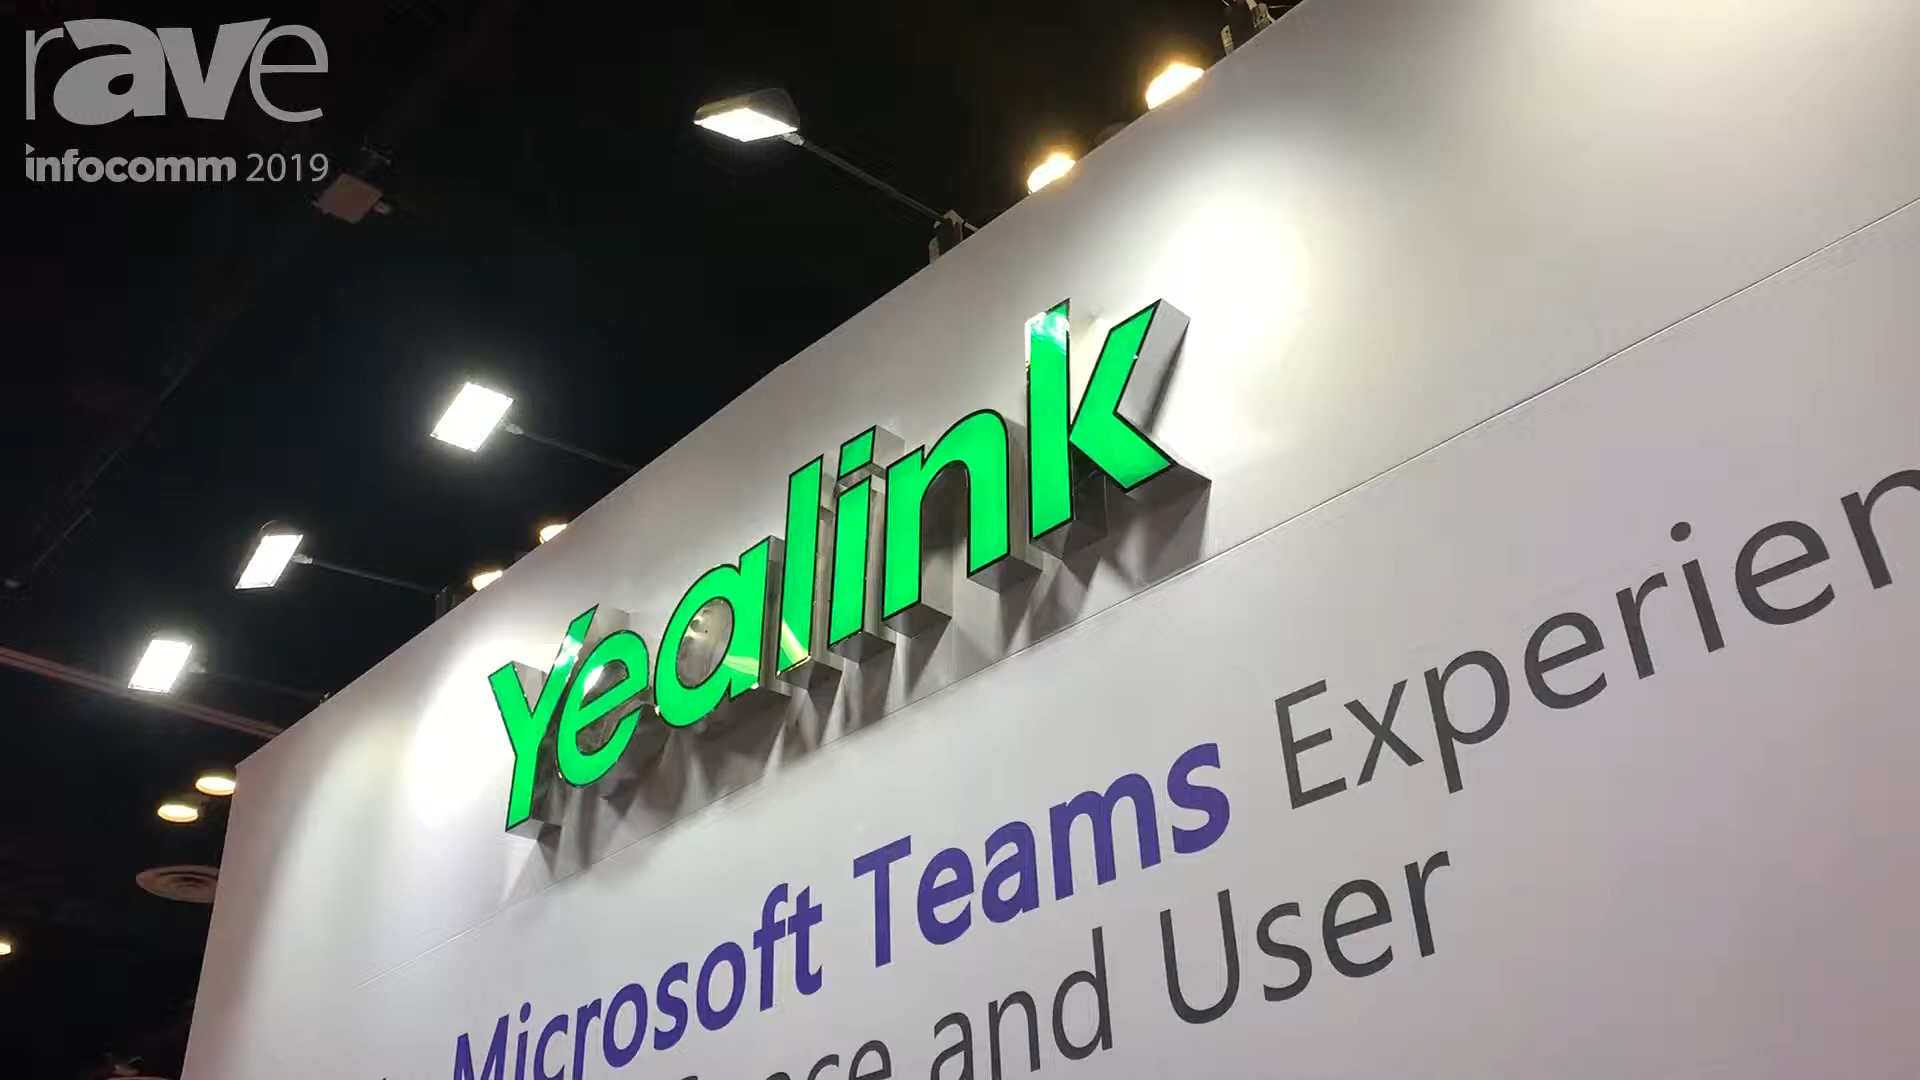 rave
infocomm 2019
Yealink
Microsoft Teams Experien
and User